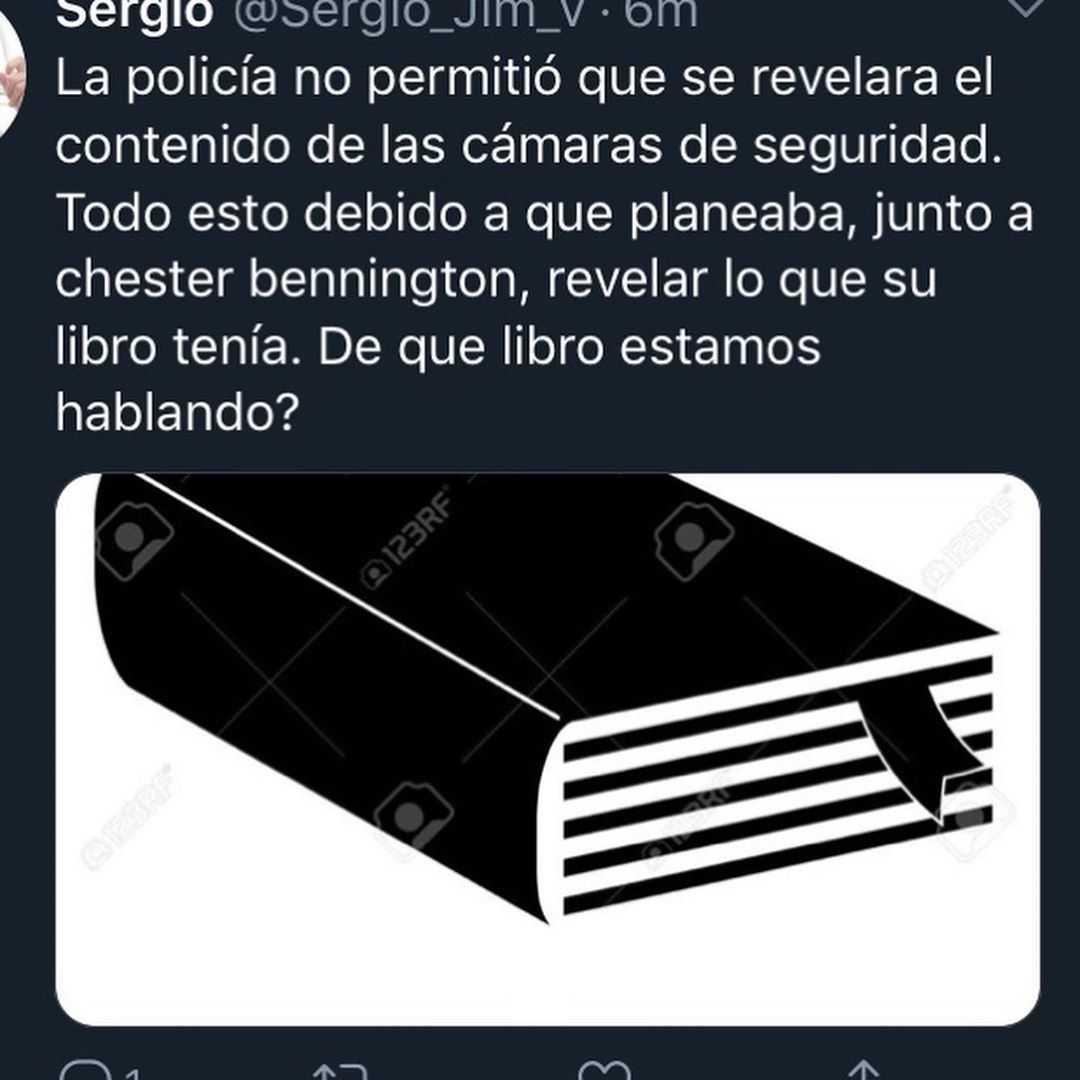 Sergio @Sergio_Jim_V · 6m
La policía no permitió que se revelara el
contenido de las cámaras de seguridad.
Todo esto debido a que planeaba, junto a
chester bennington, revelar lo que su
libro tenía. De que libro estamos
hablando?
123RF
123RF
123RF
123RF
1